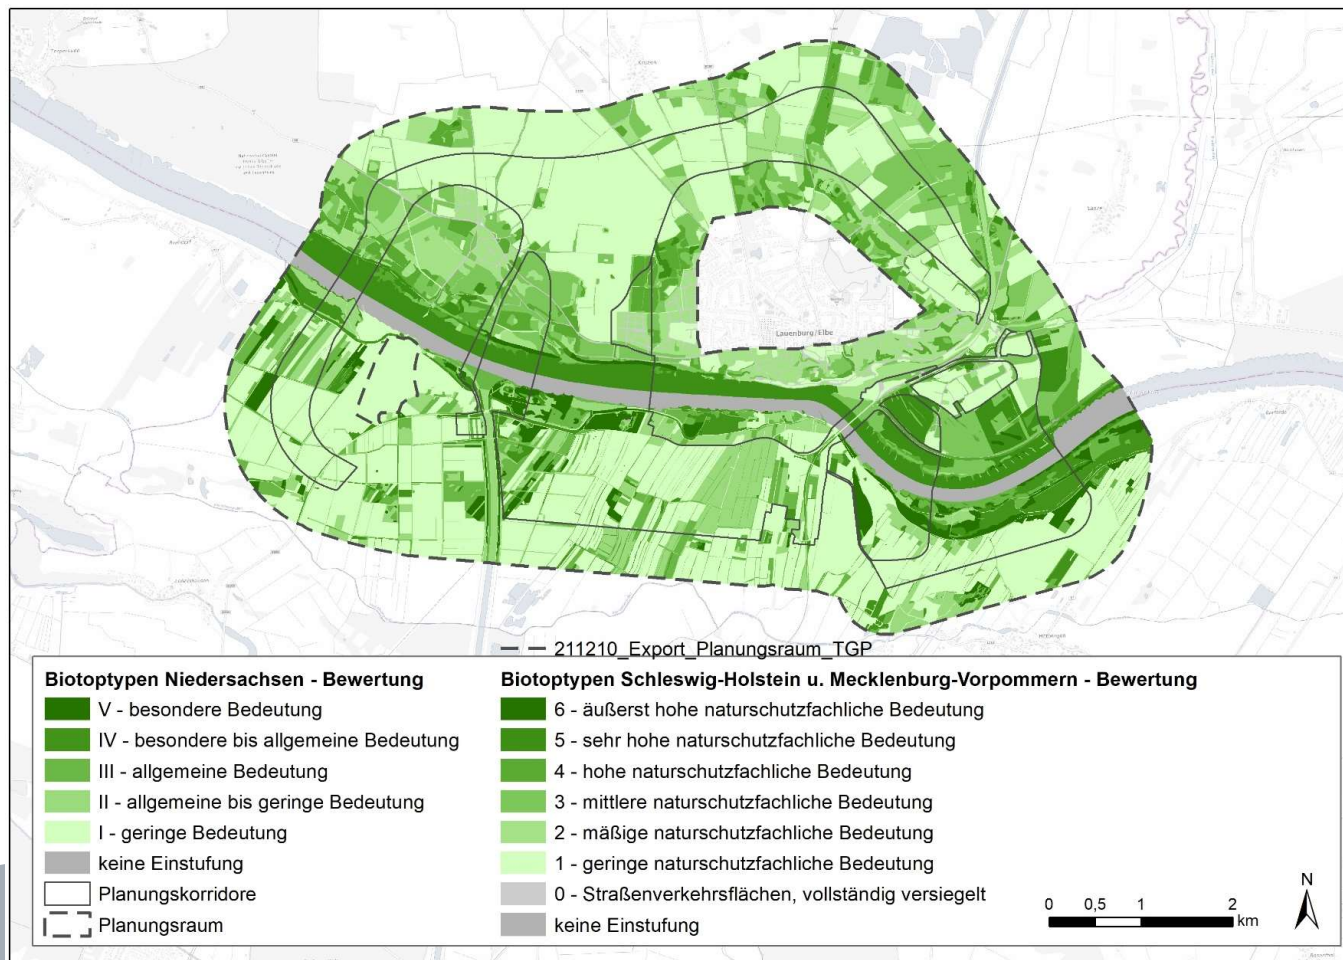 Lauenburg/Elbe
211210_Export_Planungsraum_TGP
Biotoptypen Niedersachsen - Bewertung
V - besondere Bedeutung
IV - besondere bis allgemeine Bedeutung
III - allgemeine Bedeutung
II - allgemeine bis geringe Bedeutung
I - geringe Bedeutung
keine Einstufung
Planungskorridore
Planungsraum
Biotoptypen Schleswig-Holstein u. Mecklenburg-Vorpommern - Bewertung
6 - äußerst hohe naturschutzfachliche Bedeutung
5 - sehr hohe naturschutzfachliche Bedeutung
4 - hohe naturschutzfachliche Bedeutung
3 - mittlere naturschutzfachliche Bedeutung
2 - mäßige naturschutzfachliche Bedeutung
1 - geringe naturschutzfachliche Bedeutung
0 - Straßenverkehrsflächen, vollständig versiegelt
keine Einstufung
N
0 0,5 1 2
km